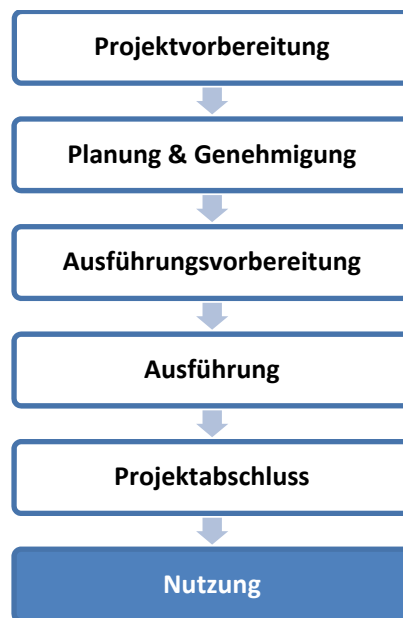 Projektvorbereitung
Planung & Genehmigung
Ausführungsvorbereitung
Ausführung
Projektabschluss
Nutzung